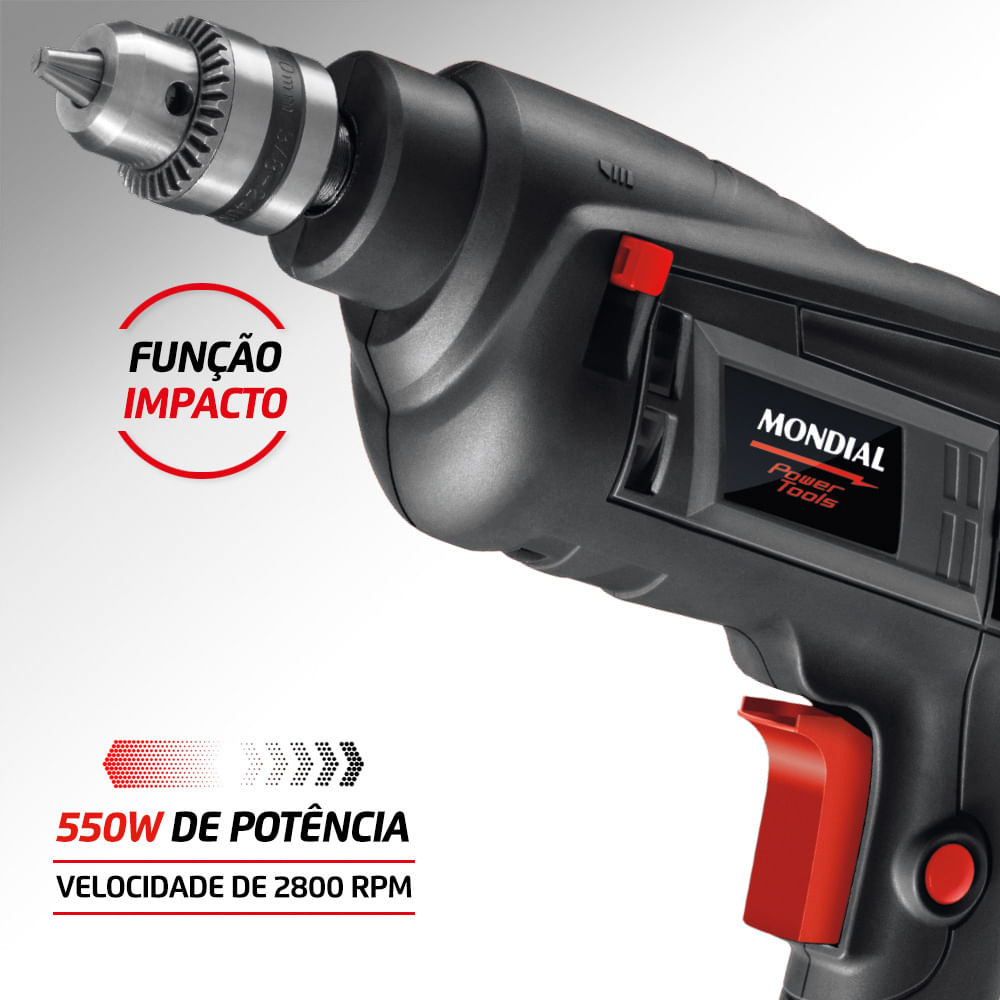 FUNÇÃO
IMPACTO
MONDIAL
Power
Tools
550W DE POTÊNCIA
VELOCIDADE DE 2800 RPM